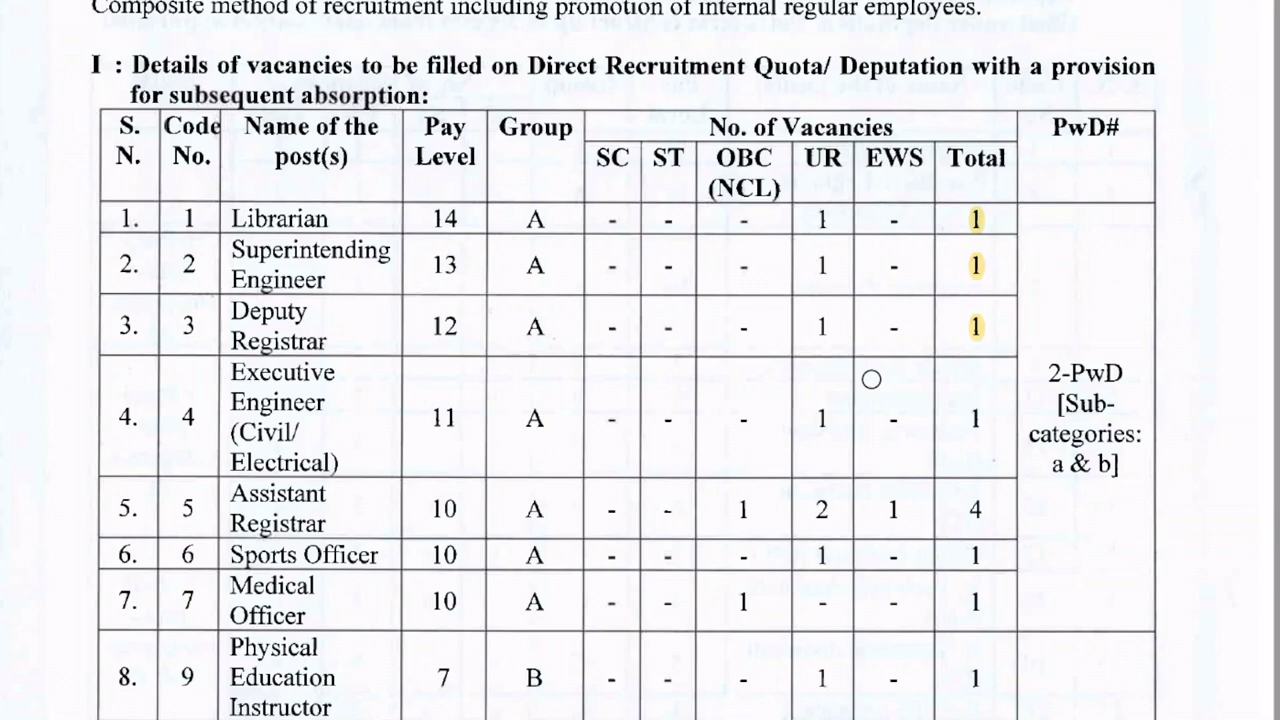 Composite method of recruitment including promotion of internal regular employees.
I : Details of vacancies to be filled on Direct Recruitment Quota/ Deputation with a provision
for subsequent absorption:
S. Code Name of the Pay Group No. of Vacancies PwD#
N. No. post(s) Level SC ST OBC UR EWS Total
(NCL)
1. 1 Librarian 14 A - - - 1 - 1
Superintending
2. 2 13 A - - - 1 - 1
Engineer
Deputy
3. 3 12 A - - - 1 - 1
Registrar
Executive 2-PwD
Engineer [Sub-
4. 4 11 A - - - 1 - 1
(Civil/ categories:
Electrical) a & b]
Assistant
5. 5 10 A - - 1 2 1 4
Registrar
6. 6 Sports Officer 10 A - - - 1 - 1
Medical
7. 7 10 A - - 1 - - 1
Officer
Physical
8. 9 Education 7 B - - - 1 - 1
Instructor